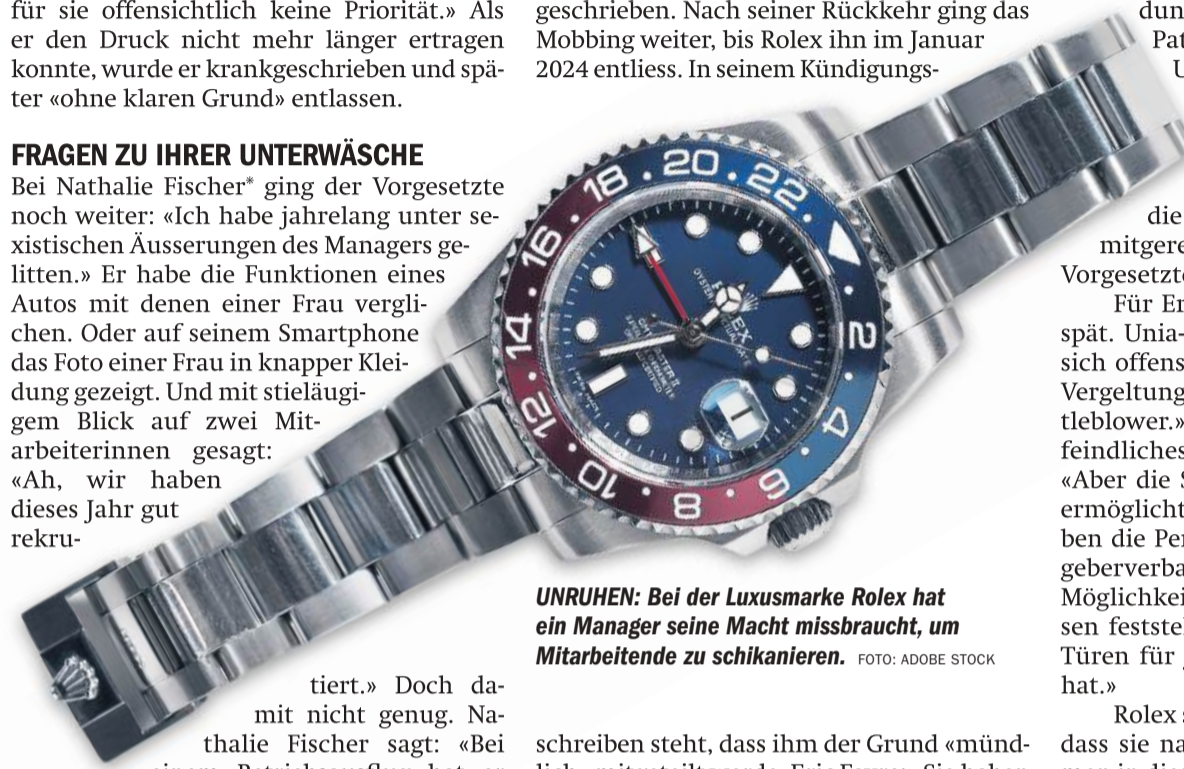 für sie offensichtlich keine Priorität.» Als
er den Druck nicht mehr länger ertragen
konnte, wurde er krankgeschrieben und spä-
ter «ohne klaren Grund» entlassen.
FRAGEN ZU IHRER UNTERWÄSCHE
Bei Nathalie Fischer* ging der Vorgesetzte
noch weiter: «Ich habe jahrelang unter se-
xistischen Äusserungen des Managers ge-
litten.» Er habe die Funktionen eines
Autos mit denen einer Frau vergli-
chen. Oder auf seinem Smartphone
das Foto einer Frau in knapper Klei-
dung gezeigt. Und mit stieläugi-
gem Blick auf zwei Mit-
arbeiterinnen gesagt:
«Ah, wir haben
dieses Jahr gut
rekru-
tiert.» Doch da-
mit nicht genug. Na-
thalie Fischer sagt: «Bei
geschrieben. Nach seiner Rückkehr ging das
Mobbing weiter, bis Rolex ihn im Januar
2024 entliess. In seinem Kündigungs-
20
22
2
4
6
8
10
12
14
16
18
UNRUHEN: Bei der Luxusmarke Rolex hat
ein Manager seine Macht missbraucht, um
Mitarbeitende zu schikanieren. FOTO: ADOBE STOCK
schreiben steht, dass ihm der Grund «münd-
dun
Pat
U
die
mitgere
Vorgesetzte
Für Er
spät. Unia-
sich offens
Vergeltung
tleblower.»
feindliches
«Aber die S
ermöglicht
ben die Per
geberverba
Möglichkei
sen festste
Türen für
hat.»
Rolex s
dass sie na